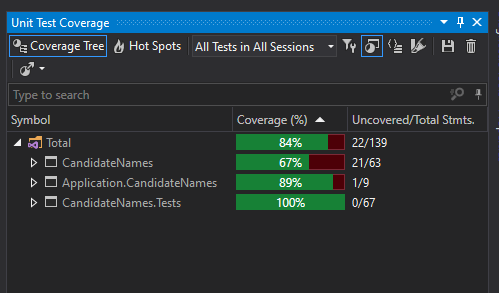 Unit Test Coverage
Coverage Tree Hot Spots All Tests in All Sessions
Type to search
Symbol Coverage (%) Uncovered/Total Stmts.
Total 84% 22/139
CandidateNames 67% 21/63
Application.CandidateNames 89% 1/9
CandidateNames.Tests 100% 0/67